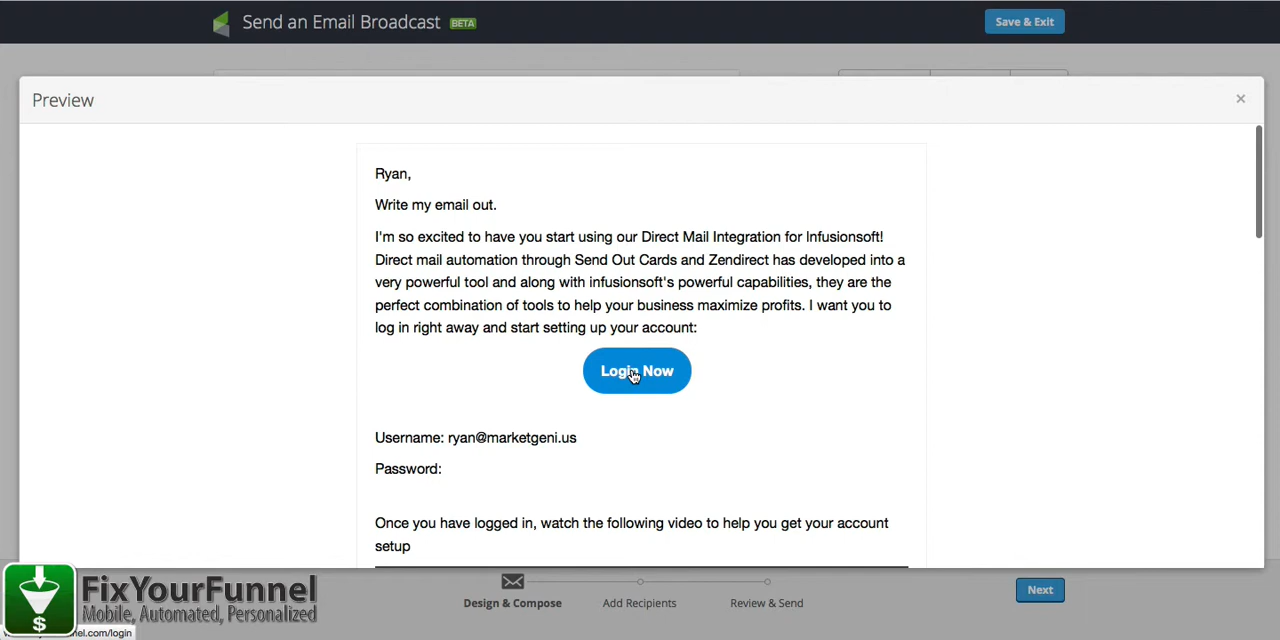 Send an Email Broadcast BETA
Save & Exit
Preview
×
Ryan,
Write my email out.
I'm so excited to have you start using our Direct Mail Integration for Infusionsoft!
Direct mail automation through Send Out Cards and Zendirect has developed into a
very powerful tool and along with infusionsoft's powerful capabilities, they are the
perfect combination of tools to help your business maximize profits. I want you to
log in right away and start setting up your account:
Login Now
Username: ryan@marketgeni.us
Password:
Once you have logged in, watch the following video to help you get your account
setup
Design & Compose
Add Recipients
Review & Send
Next
$
FixYourFunnel
Mobile, Automated, Personalized
nel.com/login